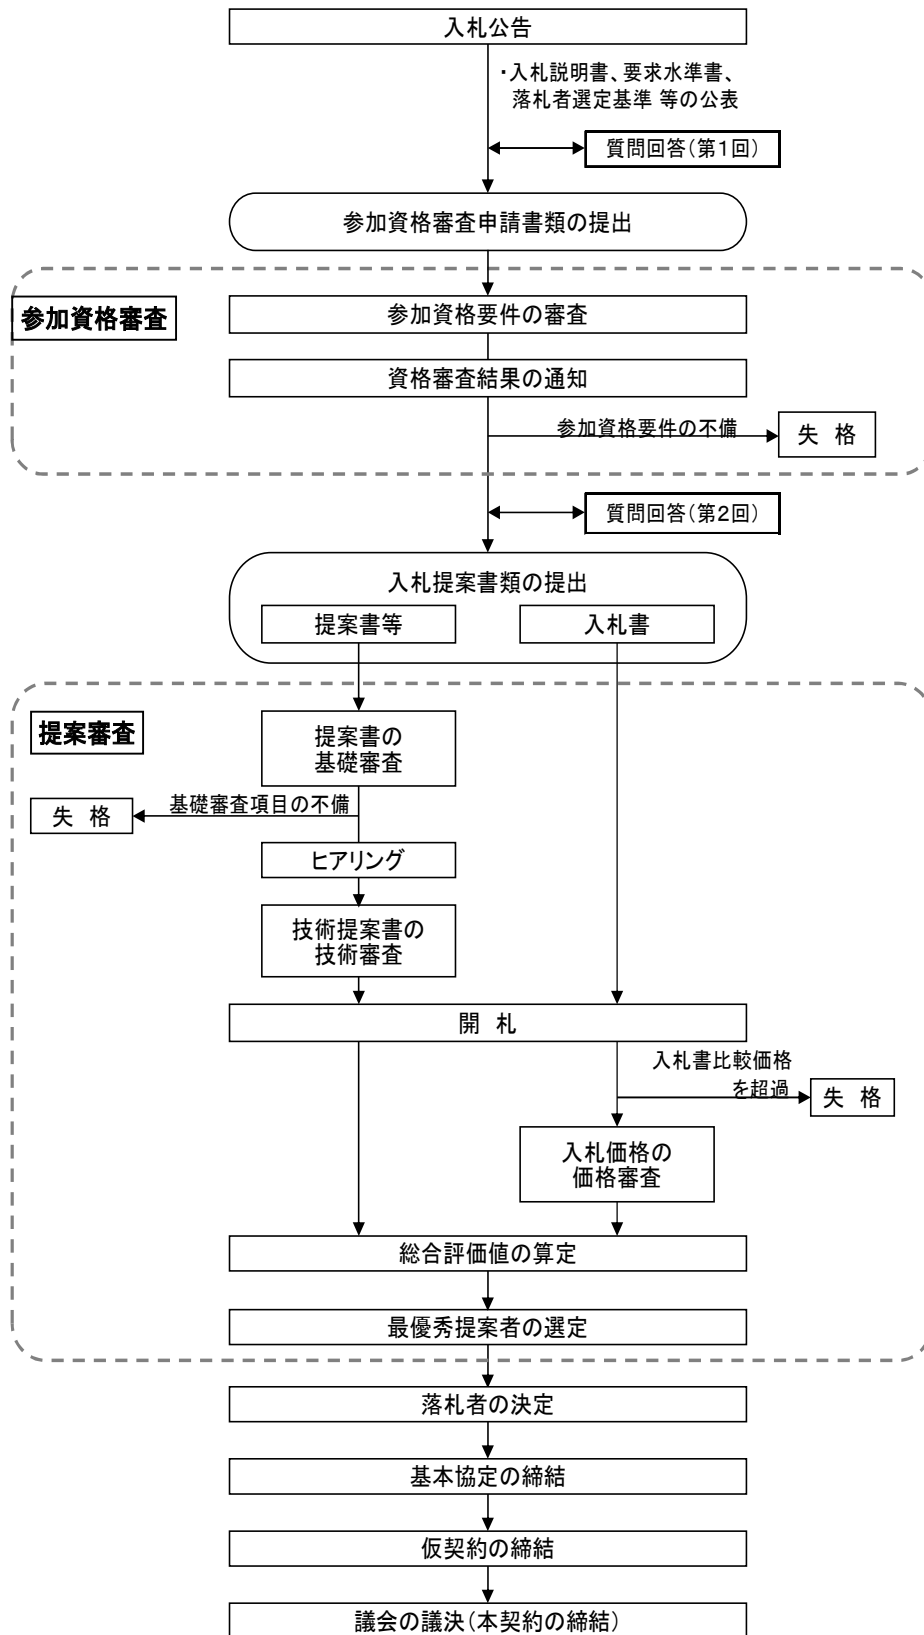 入札公告
・入札説明書、要求水準書、
落札者選定基準 等の公表
質問回答(第1回)
参加資格審査申請書類の提出
参加資格審査
参加資格要件の審査
資格審査結果の通知
参加資格要件の不備
失 格
質問回答(第2回)
入札提案書類の提出
提案書等
入札書
提案審査
提案書の
基礎審査
基礎審査項目の不備
失 格
ヒアリング
技術提案書の
技術審査
開 札
入札書比較価格
を超過
失 格
入札価格の
価格審査
総合評価値の算定
最優秀提案者の選定
落札者の決定
基本協定の締結
仮契約の締結
議会の議決(本契約の締結)